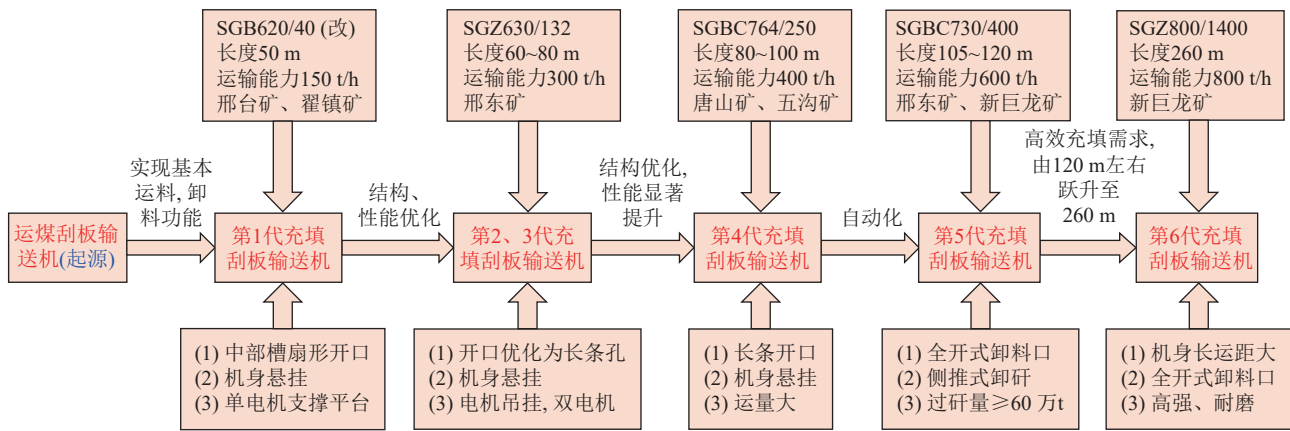 SGB620/40 (改)
长度50 m
运输能力150 t/h
邢台矿、翟镇矿
SGZ630/132
长度60~80 m
运输能力300 t/h
邢东矿
SGBC764/250
长度80~100 m
运输能力400 t/h
唐山矿、五沟矿
SGBC730/400
长度105~120 m
运输能力600 t/h
邢东矿、新巨龙矿
SGZ800/1400
长度260 m
运输能力800 t/h
新巨龙矿
运煤刮板输
送机(起源)
实现基本
运料, 卸
料功能
第1代充填
刮板输送机
结构、
性能优化
第2、3代充
填刮板输送机
结构优化,
性能显著
提升
第4代充填
刮板输送机
自动化
第5代充填
刮板输送机
高效充填需求,
由120 m左右
跃升至
260 m
第6代充填
刮板输送机
(1) 中部槽扇形开口
(2) 机身悬挂
(3) 单电机支撑平台
(1) 开口优化为长条孔
(2) 机身悬挂
(3) 电机吊挂, 双电机
(1) 长条开口
(2) 机身悬挂
(3) 运量大
(1) 全开式卸料口
(2) 侧推式卸矸
(3) 过矸量≥60 万t
(1) 机身长运距大
(2) 全开式卸料口
(3) 高强、耐磨